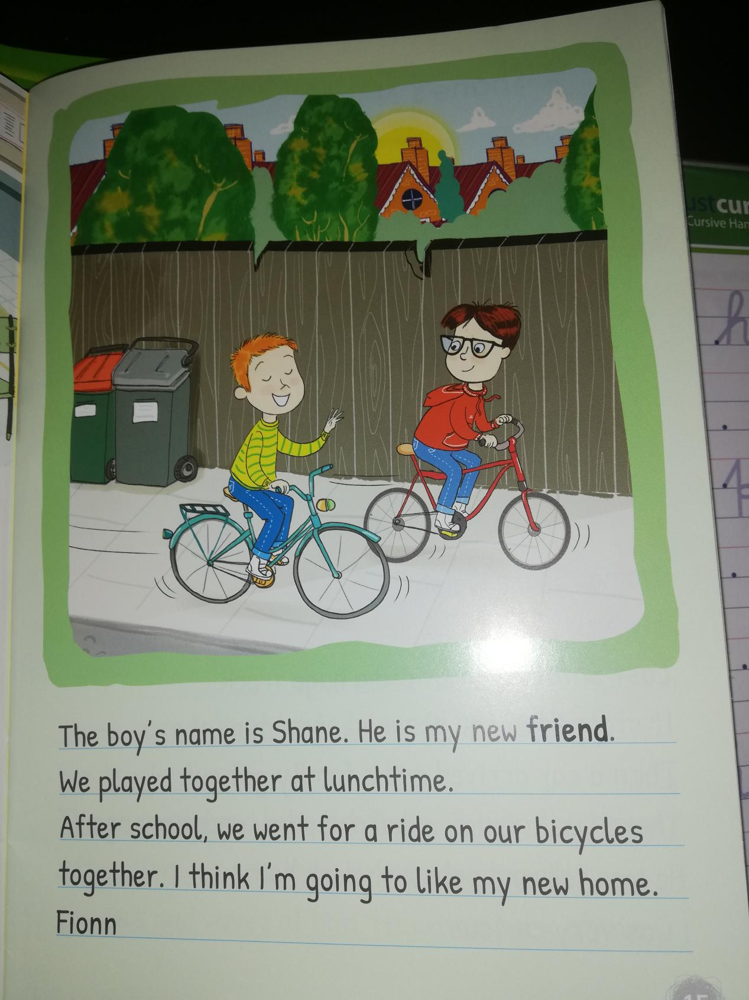 The boy's name is Shane. He is my new friend.
We played together at lunchtime.
After school, we went for a ride on our bicycles
together. I think I'm going to like my new home.
Fionn
15
ustcur
Cursive Han
h